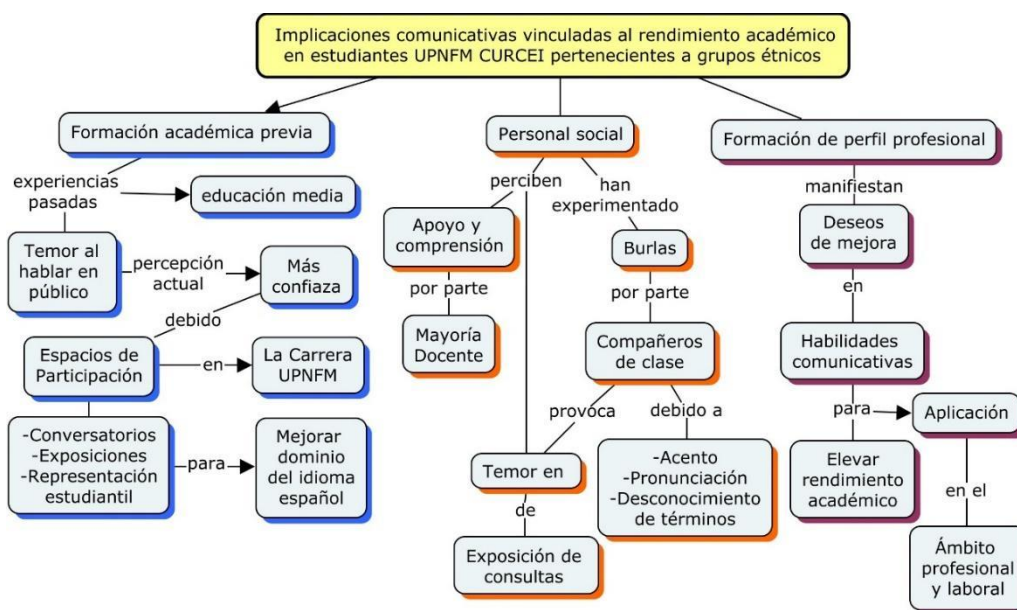 Implicaciones comunicativas vinculadas al rendimiento académico
en estudiantes UPNFM CURCEI pertenecientes a grupos étnicos
Formación académica previa
experiencias
pasadas
educación media
Temor al
hablar en
público
percepción
actual
Más
confiaza
debido
Espacios de
Participación
en
La Carrera
UPNFM
-Conversatorios
-Exposiciones
-Representación
estudiantil
para
Mejorar
dominio
del idioma
español
Personal social
perciben
han
experimentado
Apoyo y
comprensión
por parte
Mayoría
Docente
Burlas
por parte
Compañeros
de clase
provoca
debido a
Temor en
de
Exposición de
consultas
-Acento
-Pronunciación
-Desconocimiento
de términos
Formación de perfil profesional
manifiestan
Deseos
de mejora
en
Habilidades
comunicativas
para
Aplicación
Elevar
rendimiento
académico
en el
Ámbito
profesional
y laboral